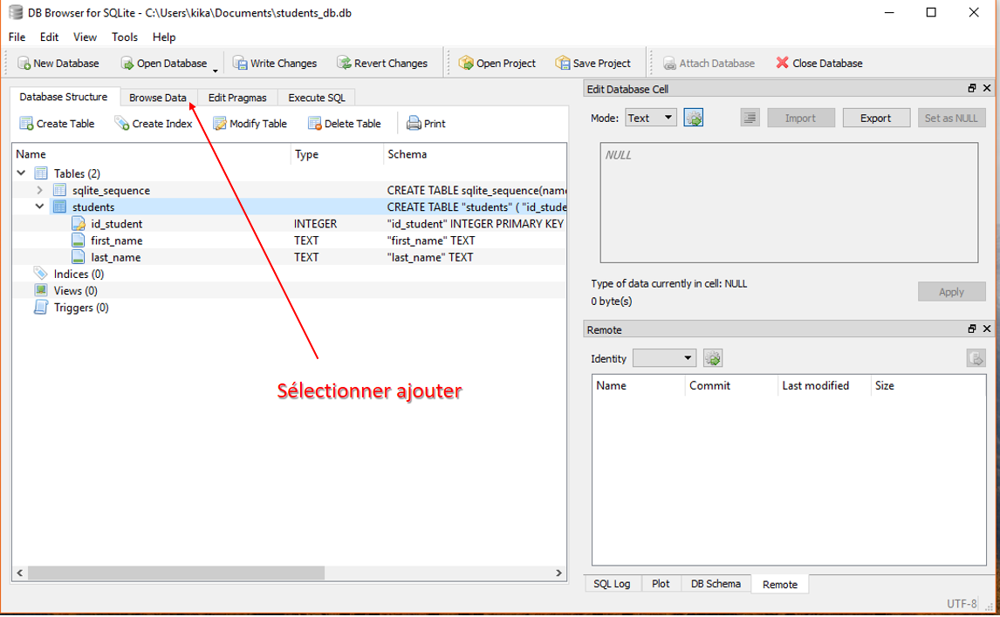 DB Browser for SQLite - C:\Users\kika\Documents\students_db.db
File Edit View Tools Help
New Database Open Database Write Changes Revert Changes Open Project Save Project Attach Database Close Database
Database Structure Browse Data Edit Pragmas Execute SQL
Create Table Create Index Modify Table Delete Table Print
Name Type Schema
Tables (2)
sqlite_sequence CREATE TABLE sqlite_sequence(name
students CREATE TABLE "students" ( "id_stude
id_student INTEGER "id_student" INTEGER PRIMARY KEY
first_name TEXT "first_name" TEXT
last_name TEXT "last_name" TEXT
Indices (0)
Views (0)
Triggers (0)
Sélectionner ajouter
Edit Database Cell
Mode: Text Import Export Set as NULL
NULL
Type of data currently in cell: NULL
0 byte(s)
Apply
Remote
Identity
Name Commit Last modified Size
SQL Log Plot DB Schema Remote
UTF-8